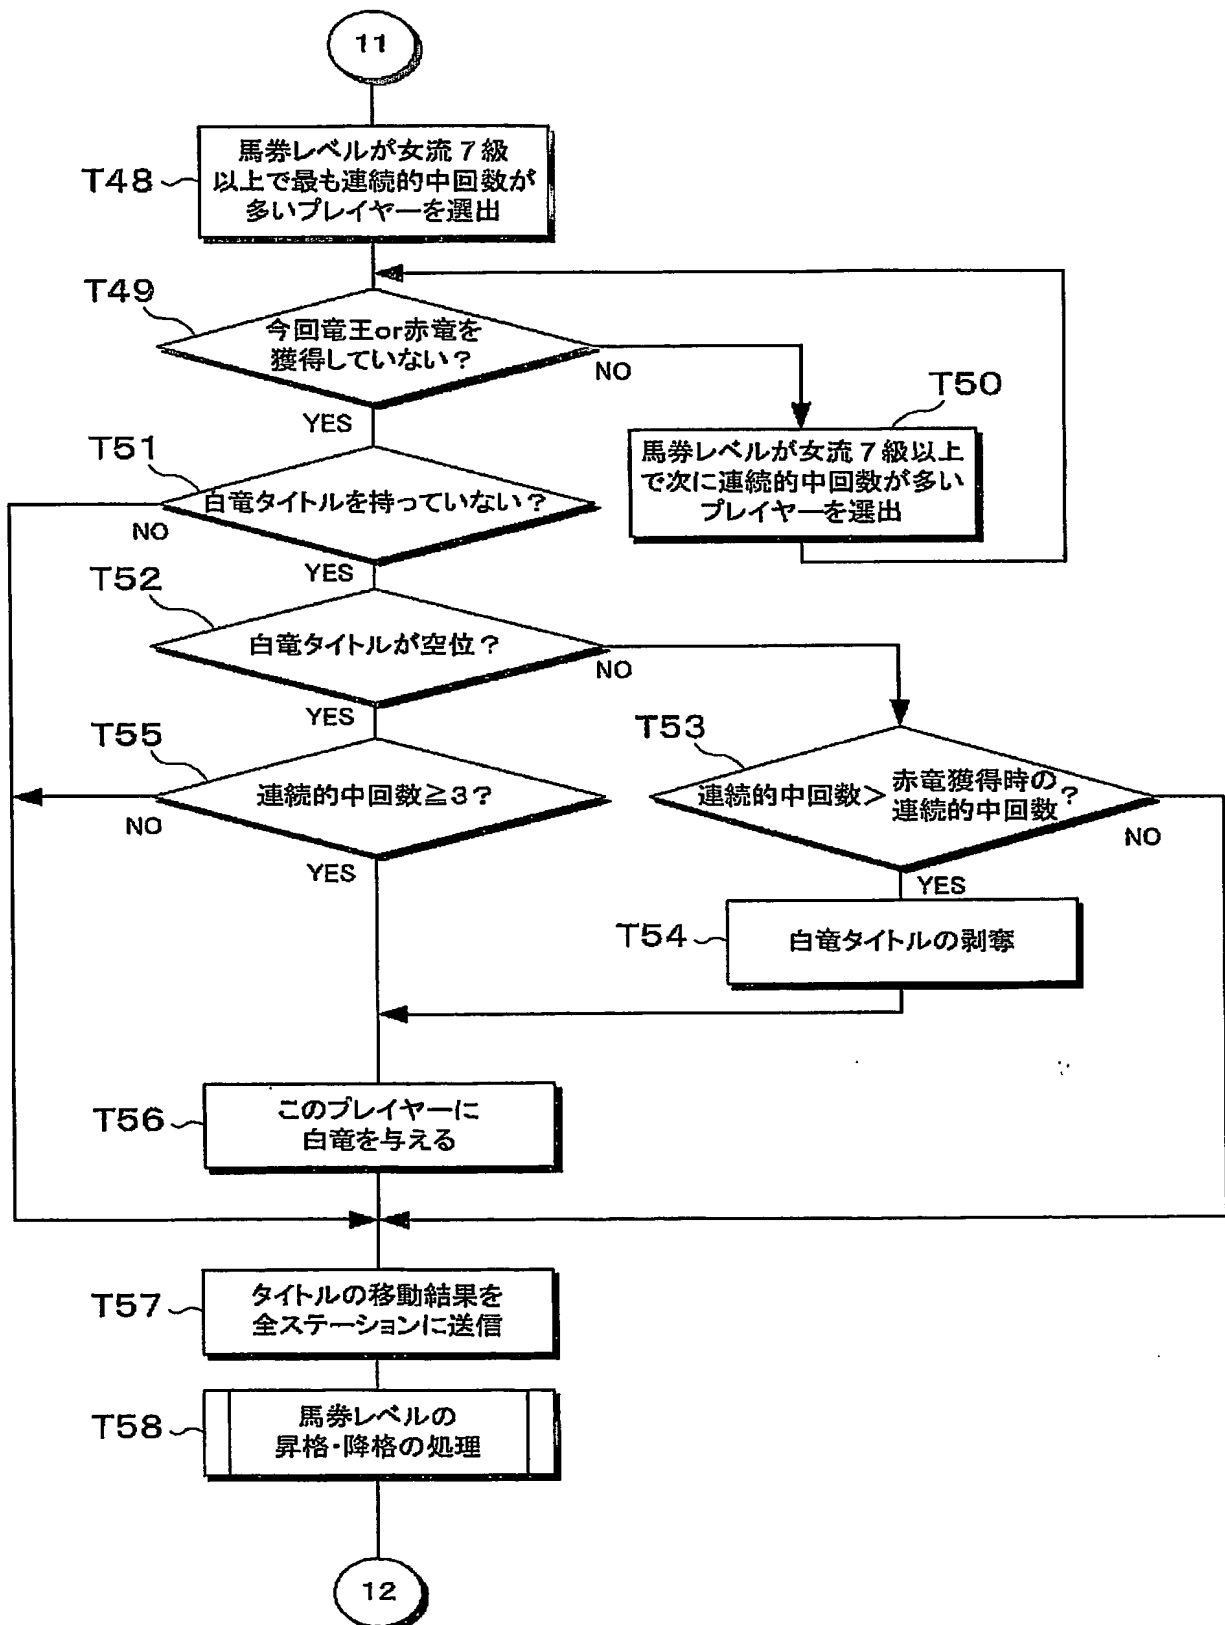 11
T48
馬券レベルが女流７級
以上で最も連続的中回数が
多いプレイヤーを選出
T49
今回竜王or赤竜を
獲得していない？
NO
YES
T50
馬券レベルが女流７級以上
で次に連続的中回数が多い
プレイヤーを選出
T51
白竜タイトルを持っていない？
NO
YES
T52
白竜タイトルが空位？
NO
YES
T53
連続的中回数＞赤竜獲得時の
連続的中回数？
NO
YES
T54
白竜タイトルの剥奪
T55
連続的中回数≧3？
NO
YES
T56
このプレイヤーに
白竜を与える
T57
タイトルの移動結果を
全ステーションに送信
T58
馬券レベルの
昇格・降格の処理
12